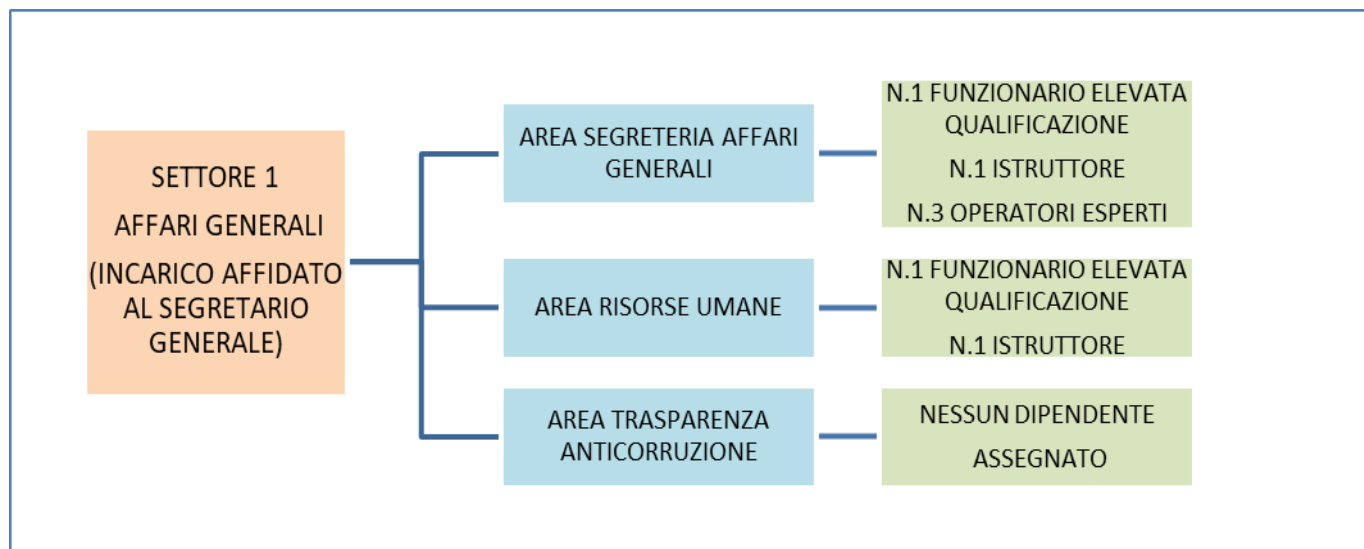 SETTORE 1
AFFARI GENERALI
(INCARICO AFFIDATO
AL SEGRETARIO
GENERALE)
AREA SEGRETERIA AFFARI
GENERALI
N.1 FUNZIONARIO ELEVATA
QUALIFICAZIONE
N.1 ISTRUTTORE
N.3 OPERATORI ESPERTI
AREA RISORSE UMANE
N.1 FUNZIONARIO ELEVATA
QUALIFICAZIONE
N.1 ISTRUTTORE
AREA TRASPARENZA
ANTICORRUZIONE
NESSUN DIPENDENTE
ASSEGNATO